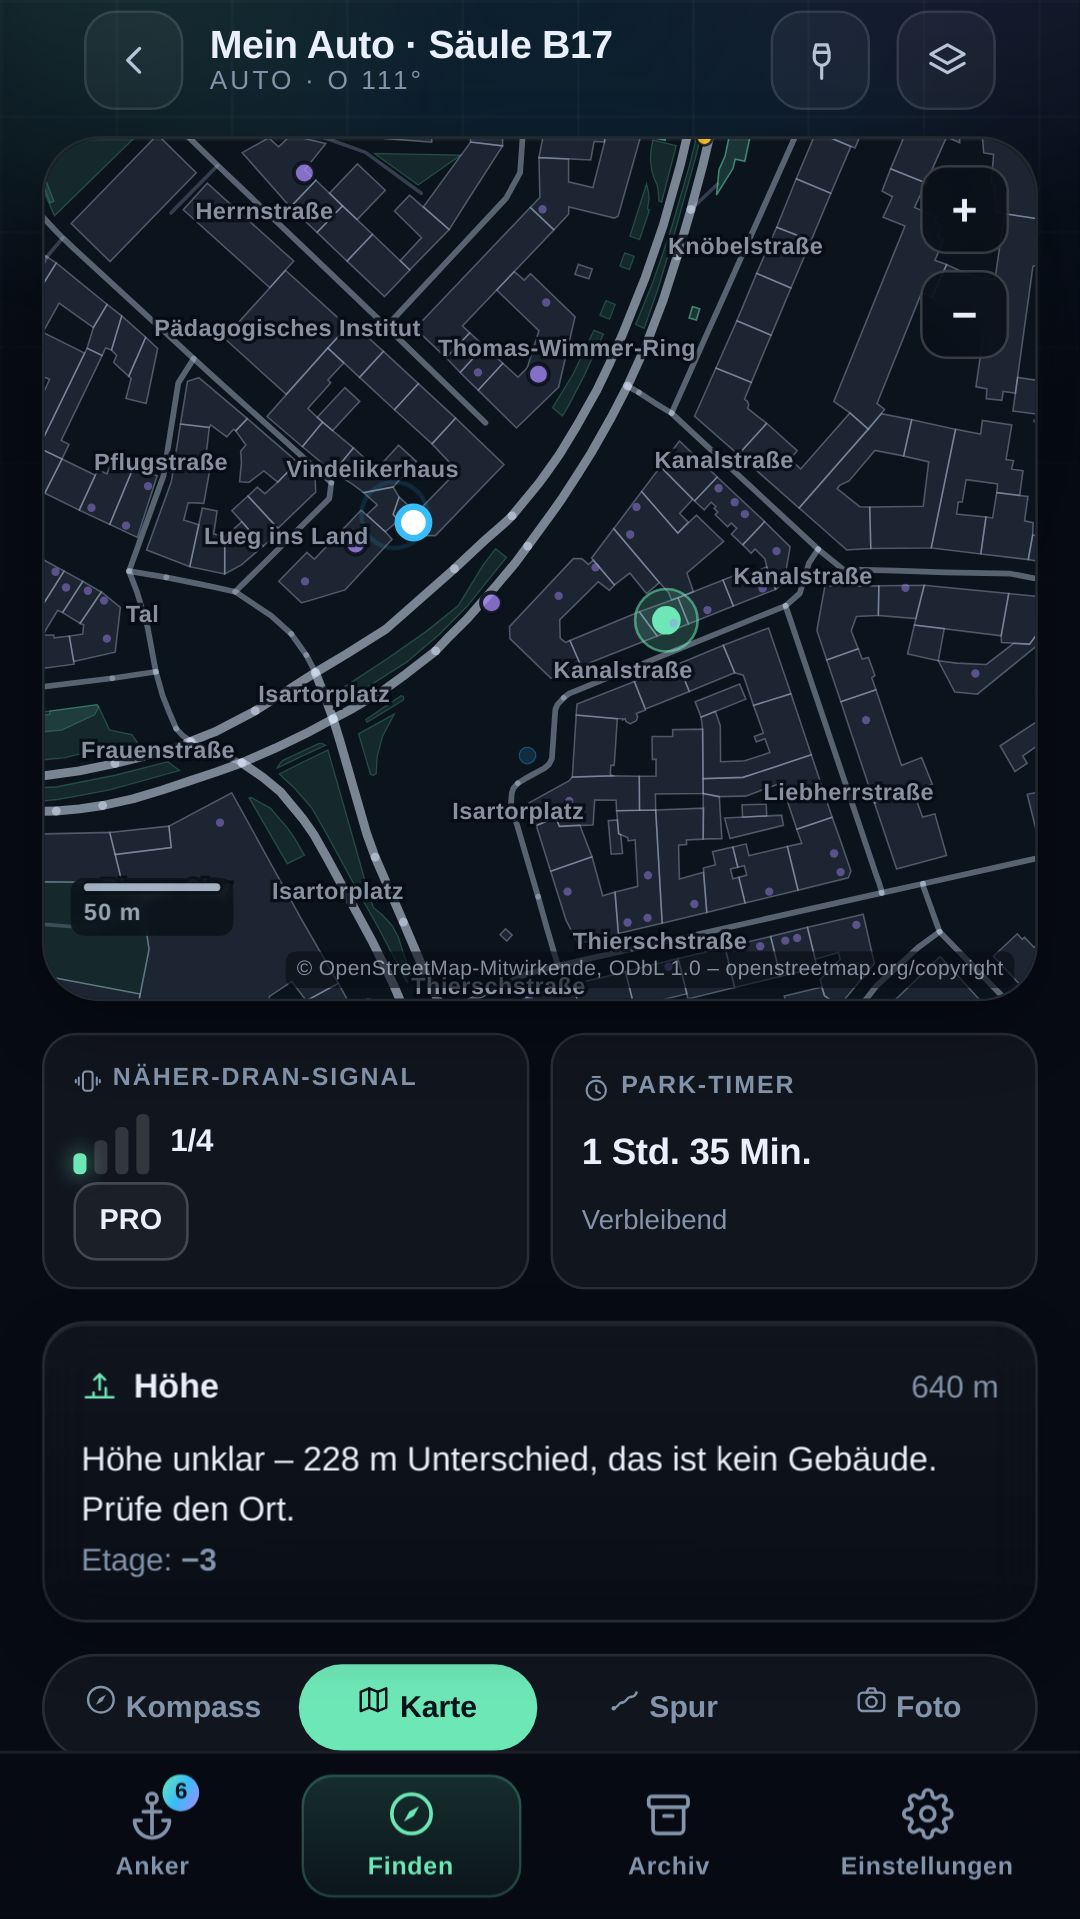 Mein Auto · Säule B17
AUTO · O 111°
Herrnstraße
Knöbelstraße
+
Pädagogisches Institut
Thomas-Wimmer-Ring
−
Pflugstraße
Vindelikerhaus
Kanalstraße
Lueg ins Land
Kanalstraße
Tal
Kanalstraße
Isartorplatz
Frauenstraße
Liebherrstraße
Isartorplatz
Isartorplatz
50 m
Thierschstraße
© OpenStreetMap-Mitwirkende, ODbL 1.0 – openstreetmap.org/copyright
Thierschstraße
NÄHER-DRAN-SIGNAL
1/4
PRO
PARK-TIMER
1 Std. 35 Min.
Verbleibend
Höhe
640 m
Höhe unklar – 228 m Unterschied, das ist kein Gebäude.
Prüfe den Ort.
Etage: −3
Kompass
Karte
Spur
Foto
6
Anker
Finden
Archiv
Einstellungen